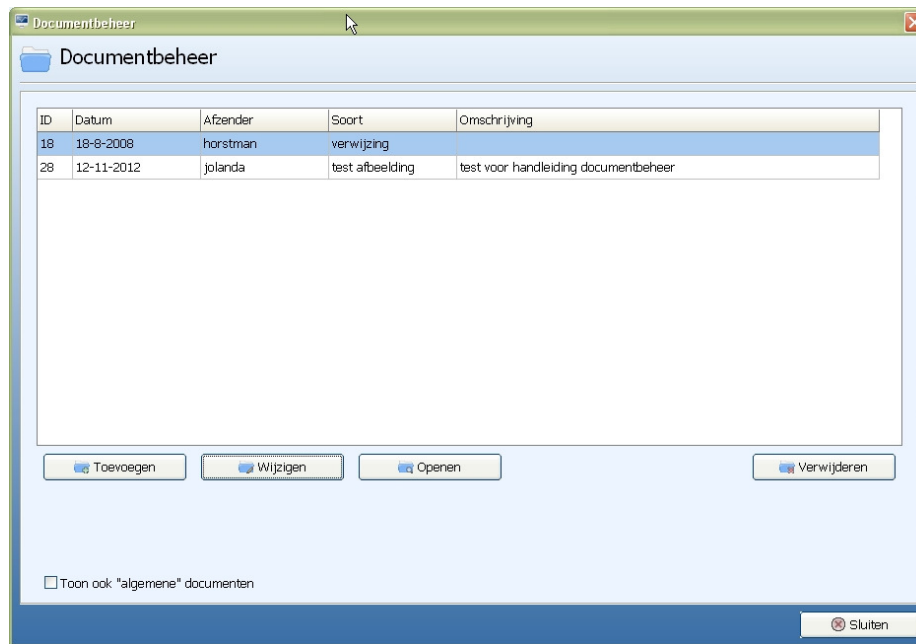 Documentbeheer
Documentbeheer
ID Datum Afzender Soort Omschrijving
18 18-8-2008 horstman verwijzing
28 12-11-2012 jolanda test afbeelding test voor handleiding documentbeheer
Toevoegen Wijzigen Openen Verwijderen
Toon ook "algemene" documenten
Sluiten